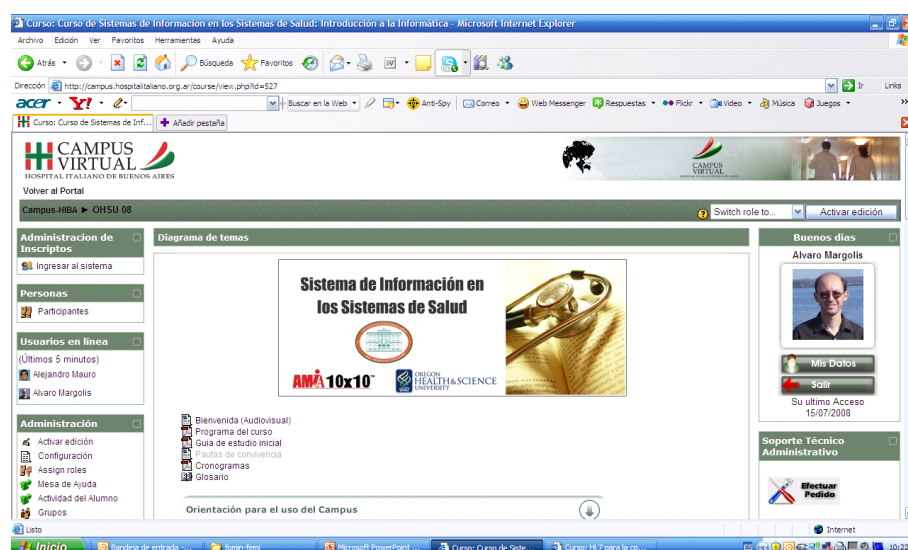 Curso: Curso de Sistemas de Informacion en los Sistemas de Salud: Introducción a la Informática - Microsoft Internet Explorer
Archivo Edición Ver Favoritos Herramientas Ayuda
Atrás Búsqueda Favoritos
Dirección http://campus.hospitalitaliano.org.ar/course/view.php?id=527 Ir Links
acer Y! Buscar en la Web Anti-Spy Correo Web Messenger Respuestas Flickr Video Música Juegos
Curso: Curso de Sistemas de Inf... Añadir pestaña
CAMPUS
VIRTUAL
HOSPITAL ITALIANO DE BUENOS AIRES
CAMPUS
VIRTUAL
Volver al Portal
Campus-HIBA ► OHSU 08
Switch role to... Activar edición
Administracion de
Inscriptos
Ingresar al sistema
Personas
Participantes
Usuarios en línea
(Últimos 5 minutos)
Alejandro Mauro
Alvaro Margolis
Administración
Activar edición
Configuración
Assign roles
Mesa de Ayuda
Actividad del Alumno
Grupos
Diagrama de temas
Sistema de Información en
los Sistemas de Salud
AMIA 10x10™
OREGON
HEALTH & SCIENCE
UNIVERSITY
Bienvenida (Audiovisual)
Programa del curso
Guia de estudio inicial
Pautas de convivencia
Cronogramas
Glosario
Orientación para el uso del Campus
Buenos dias
Alvaro Margolis
Mis Datos
Salir
Su ultimo Acceso
15/07/2008
Soporte Técnico
Administrativo
Efectuar
Pedido
Listo Internet
Inicio Bandeja de entrada -... fomin-femi Microsoft PowerPoint ... Curso: Curso de Siste... Curso: HL7 para la co... ES 10:22